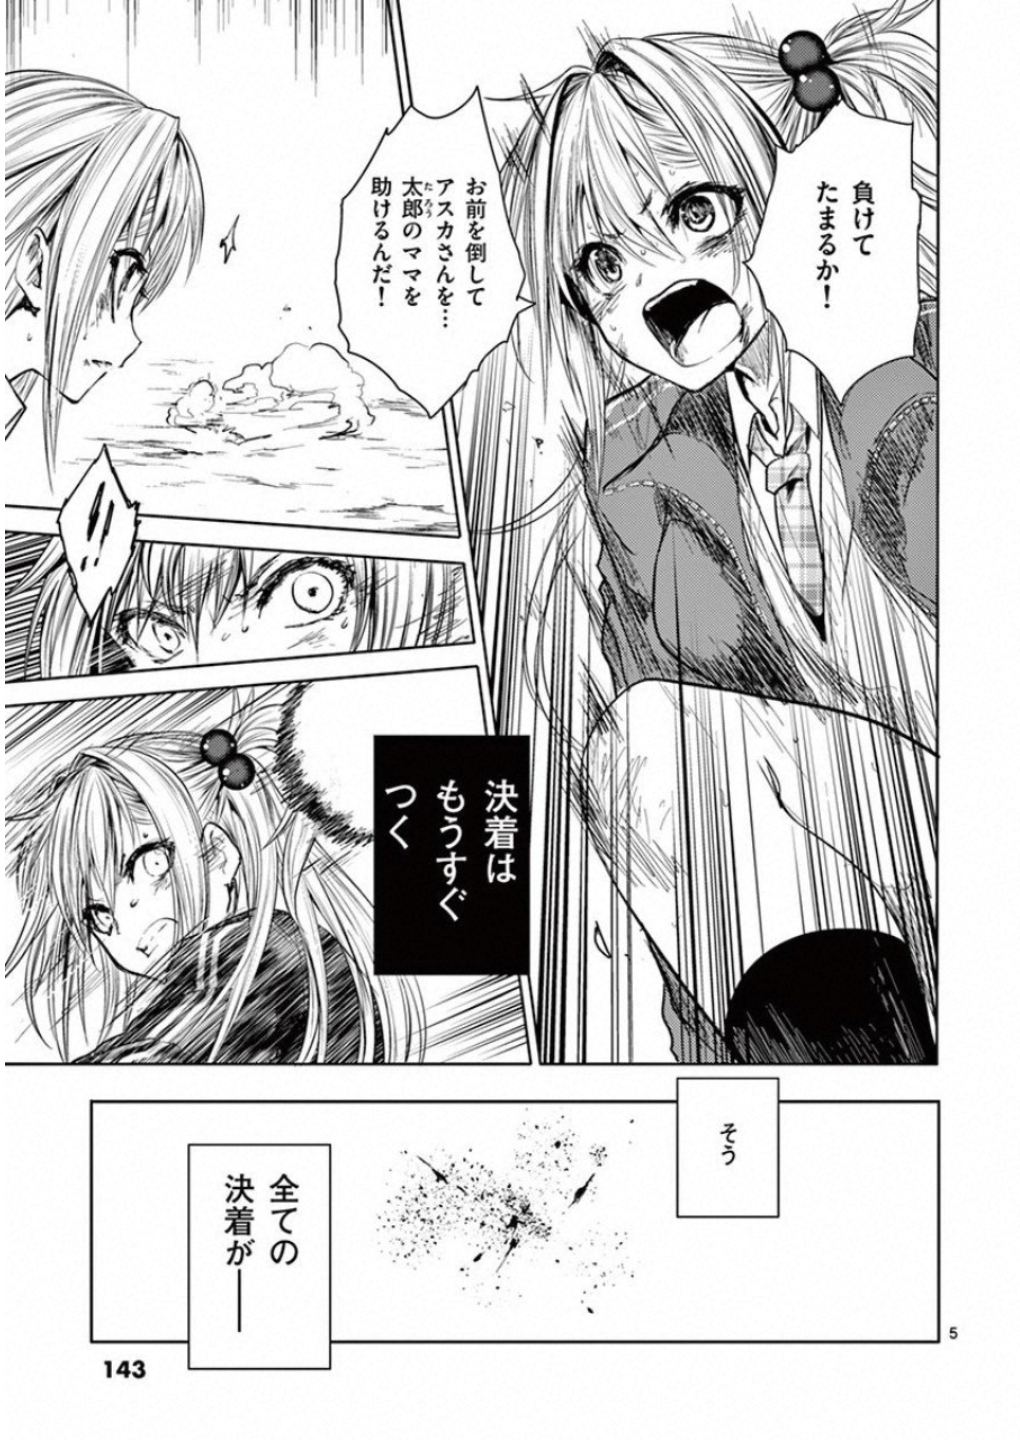 負けて
たまるか！
お前を倒して
アスカさんを…
太郎のママを
たろう
助けるんだ！
!!
決着は
もうすぐ
つく
そう
全ての
決着が──
5
143